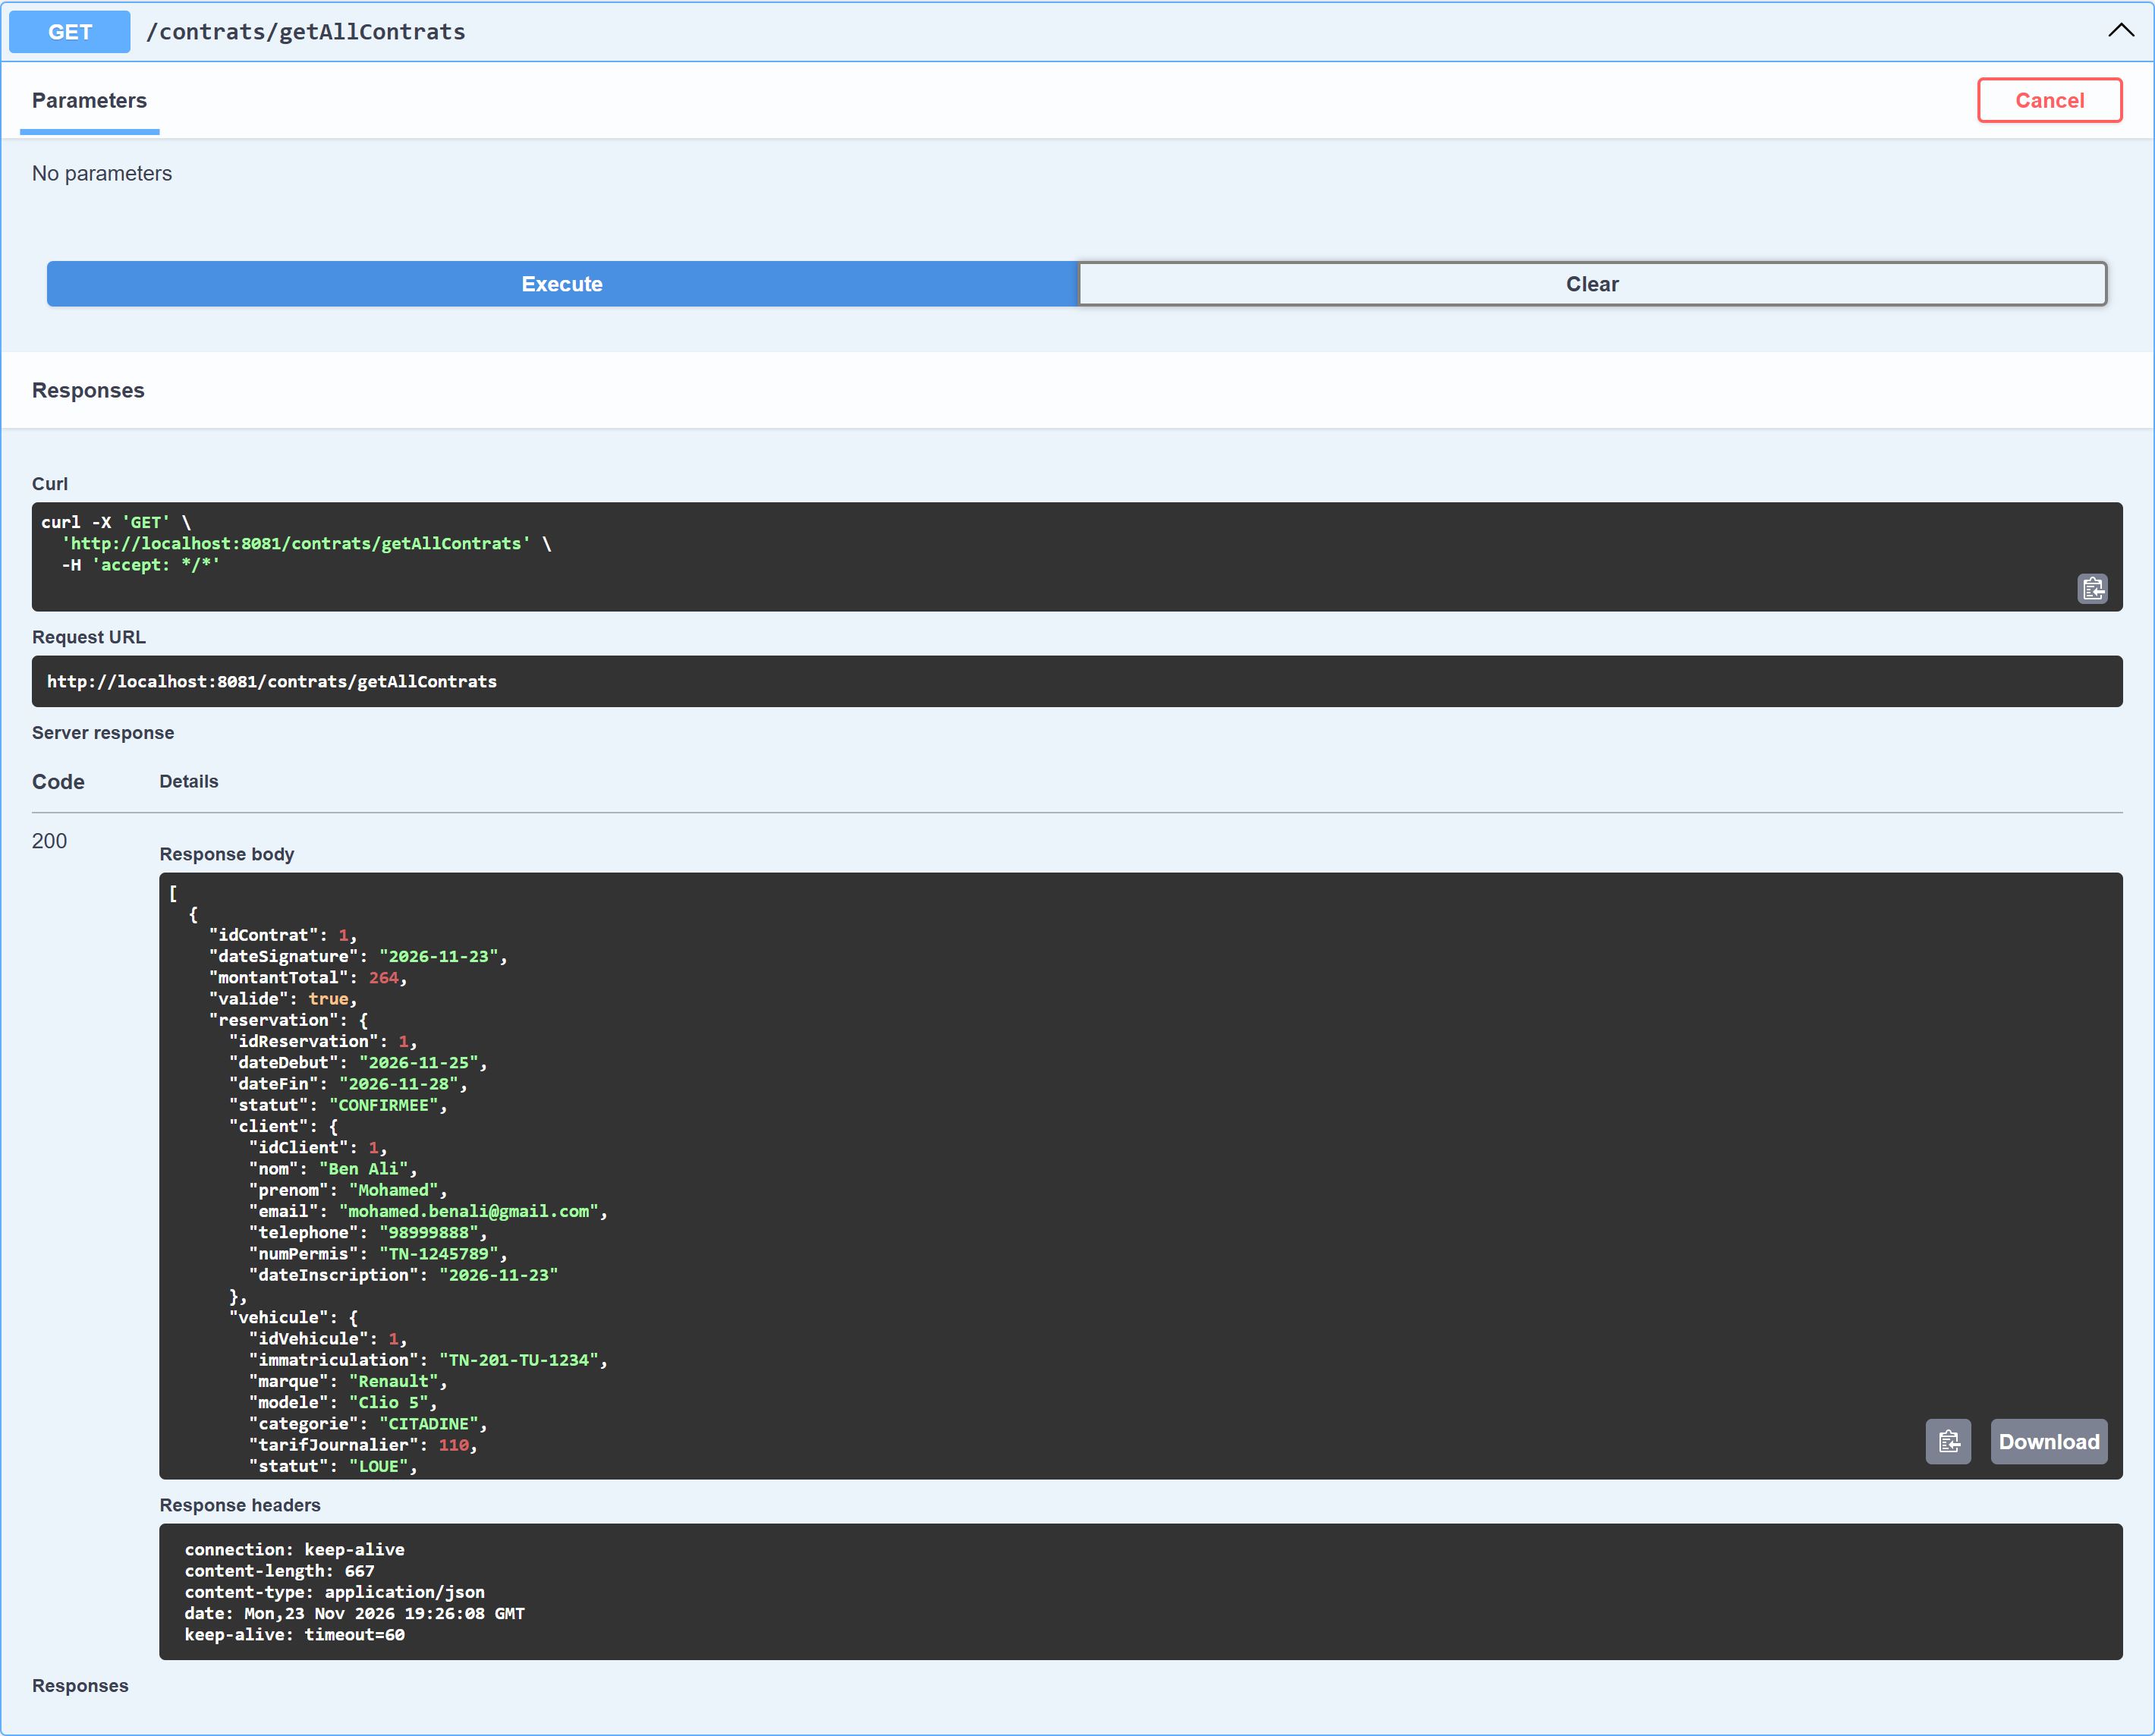 GET /contrats/getAllContrats
Parameters
Cancel
No parameters
Execute
Clear
Responses
Curl
curl -X 'GET' \
  'http://localhost:8081/contrats/getAllContrats' \
  -H 'accept: */*'
Request URL
http://localhost:8081/contrats/getAllContrats
Server response
Code Details
200
Response body
[
  {
    "idContrat": 1,
    "dateSignature": "2026-11-23",
    "montantTotal": 264,
    "valide": true,
    "reservation": {
      "idReservation": 1,
      "dateDebut": "2026-11-25",
      "dateFin": "2026-11-28",
      "statut": "CONFIRMEE",
      "client": {
        "idClient": 1,
        "nom": "Ben Ali",
        "prenom": "Mohamed",
        "email": "mohamed.benali@gmail.com",
        "telephone": "98999888",
        "numPermis": "TN-1245789",
        "dateInscription": "2026-11-23"
      },
      "vehicule": {
        "idVehicule": 1,
        "immatriculation": "TN-201-TU-1234",
        "marque": "Renault",
        "modele": "Clio 5",
        "categorie": "CITADINE",
        "tarifJournalier": 110,
        "statut": "LOUE",
Download
Response headers
connection: keep-alive
content-length: 667
content-type: application/json
date: Mon,23 Nov 2026 19:26:08 GMT
keep-alive: timeout=60
Responses